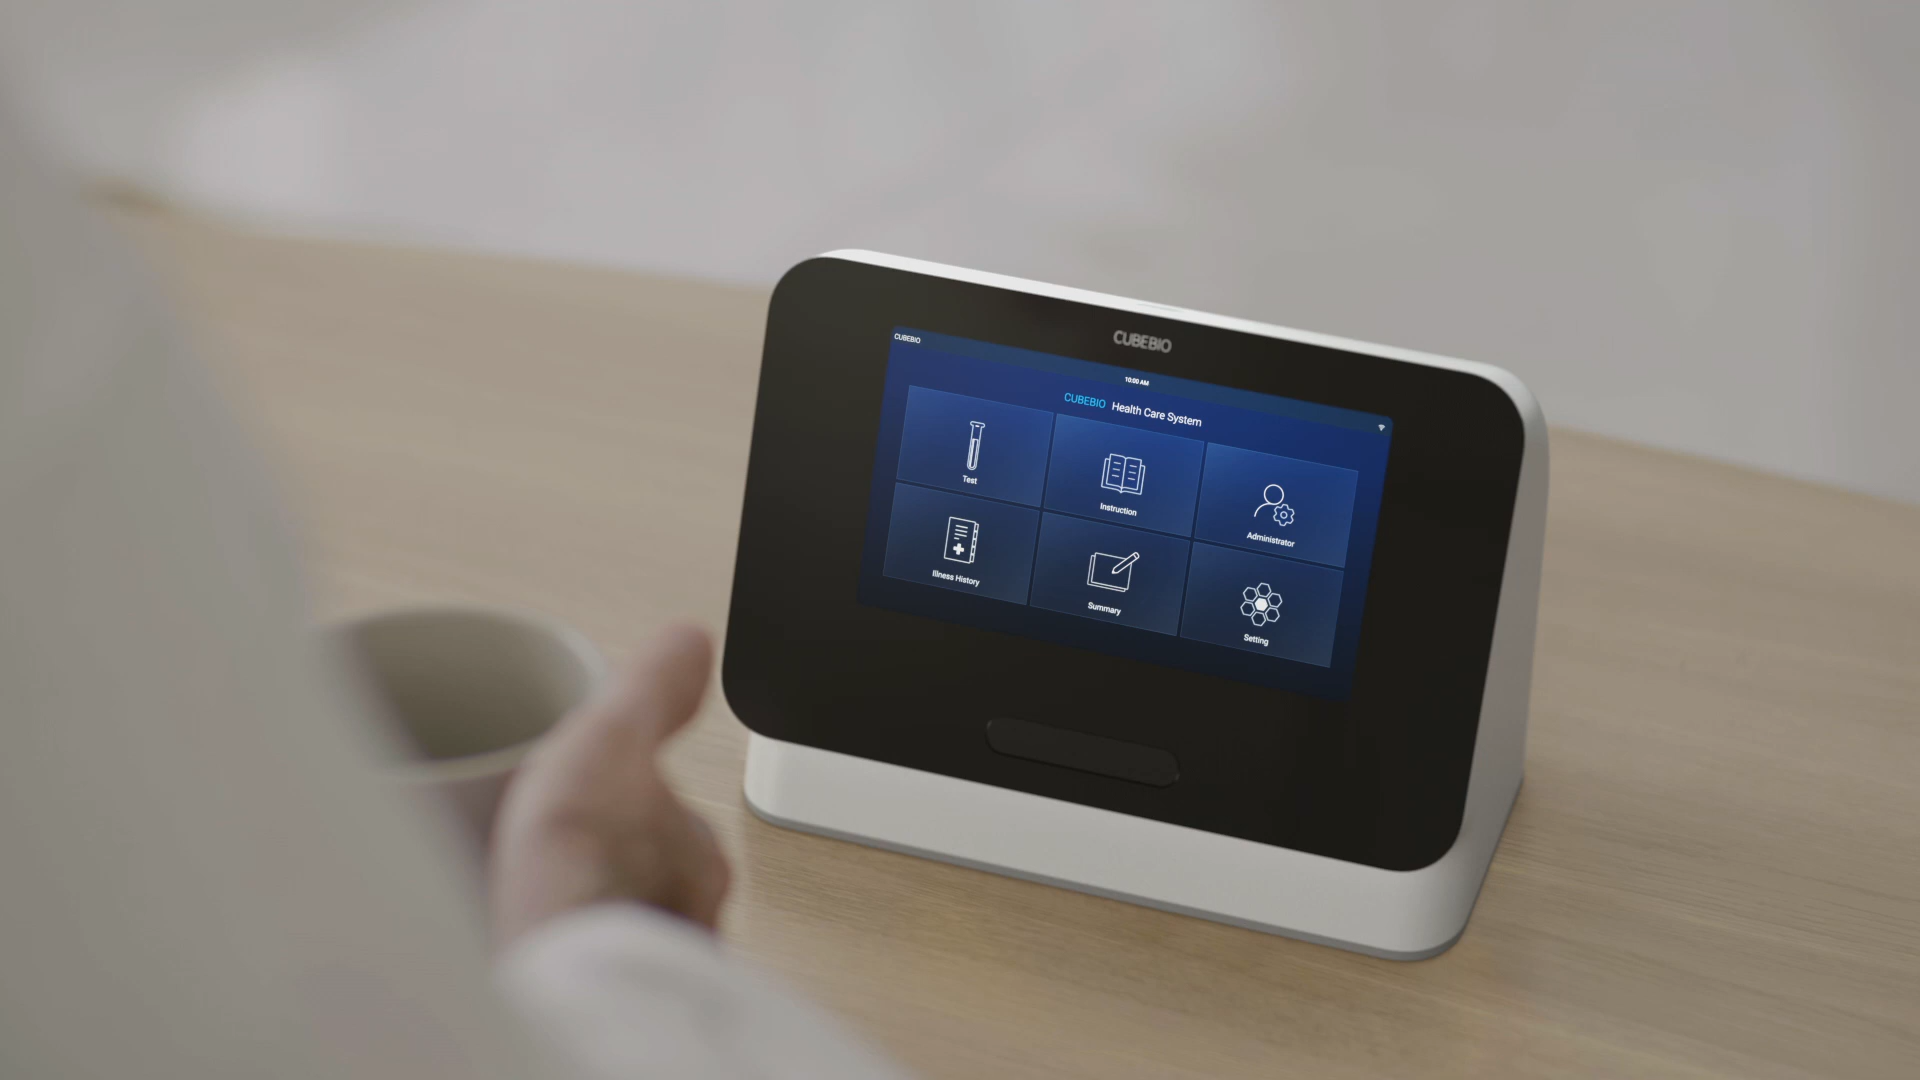 CUBEBIO
CUBEBIO
10:00 AM
CUBEBIO Health Care System
Test
Instruction
Administrator
Illness History
Summary
Setting